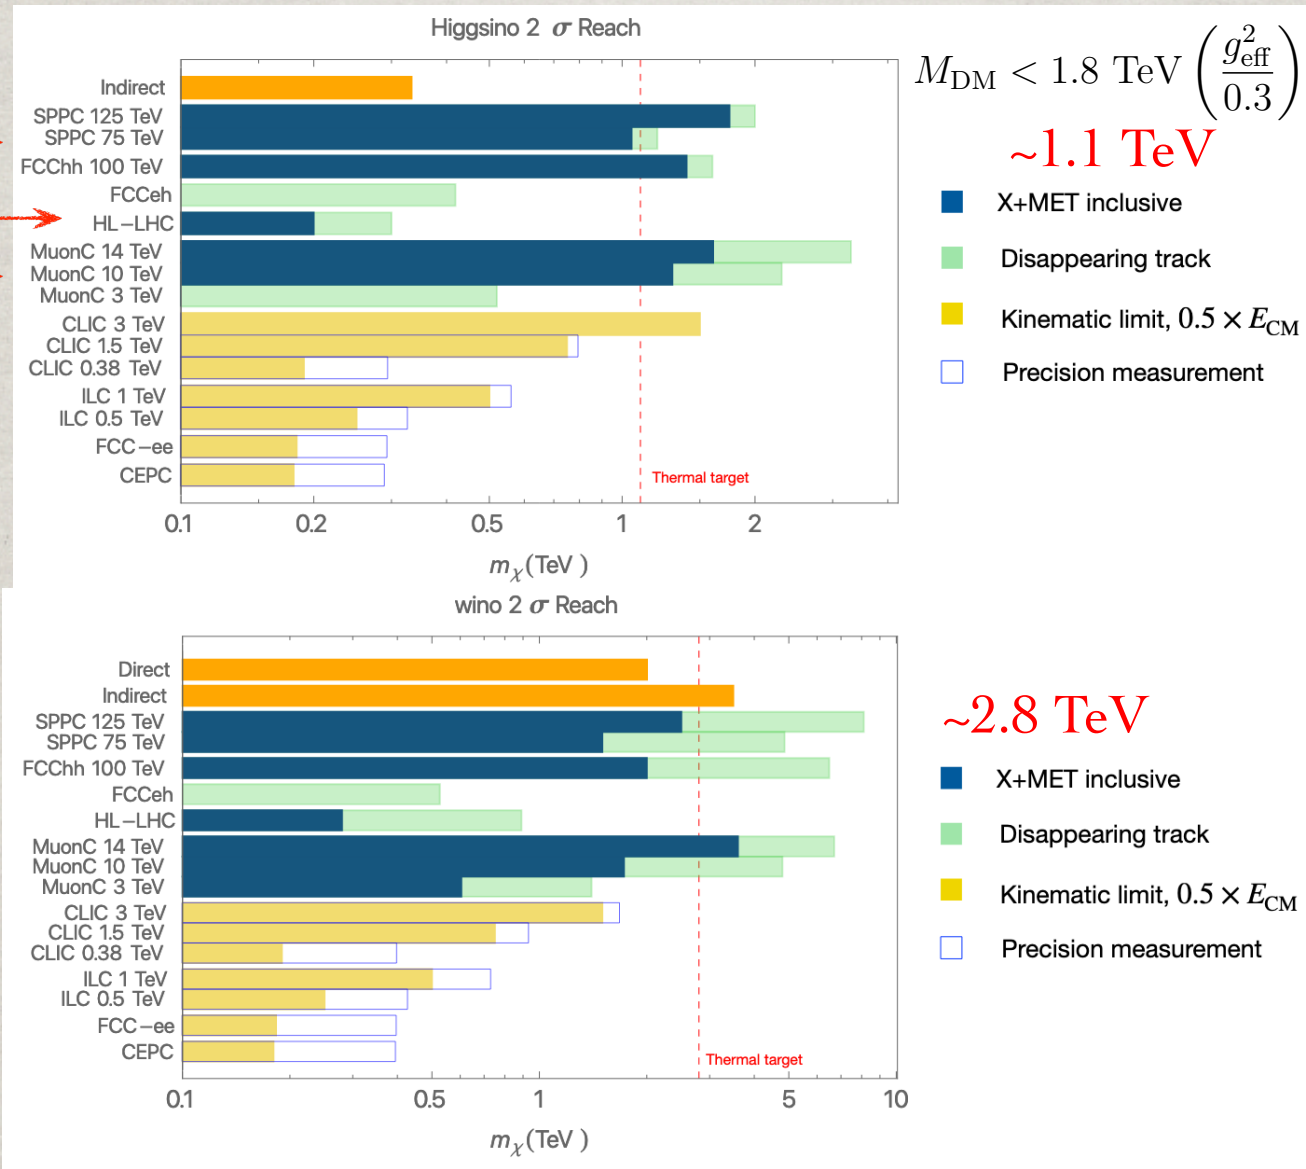 Higgsino 2 σ Reach
Indirect
SPPC 125 TeV
SPPC 75 TeV
FCChh 100 TeV
FCCeh
HL−LHC
MuonC 14 TeV
MuonC 10 TeV
MuonC 3 TeV
CLIC 3 TeV
CLIC 1.5 TeV
CLIC 0.38 TeV
ILC 1 TeV
ILC 0.5 TeV
FCC−ee
CEPC
Thermal target
0.1 0.2 0.5 1 2
m_χ(TeV )
M_DM < 1.8 TeV (g²_eff / 0.3)
~1.1 TeV
X+MET inclusive
Disappearing track
Kinematic limit, 0.5 × E_CM
Precision measurement
wino 2 σ Reach
Direct
Indirect
SPPC 125 TeV
SPPC 75 TeV
FCChh 100 TeV
FCCeh
HL−LHC
MuonC 14 TeV
MuonC 10 TeV
MuonC 3 TeV
CLIC 3 TeV
CLIC 1.5 TeV
CLIC 0.38 TeV
ILC 1 TeV
ILC 0.5 TeV
FCC−ee
CEPC
Thermal target
0.1 0.5 1 5 10
m_χ(TeV )
~2.8 TeV
X+MET inclusive
Disappearing track
Kinematic limit, 0.5 × E_CM
Precision measurement